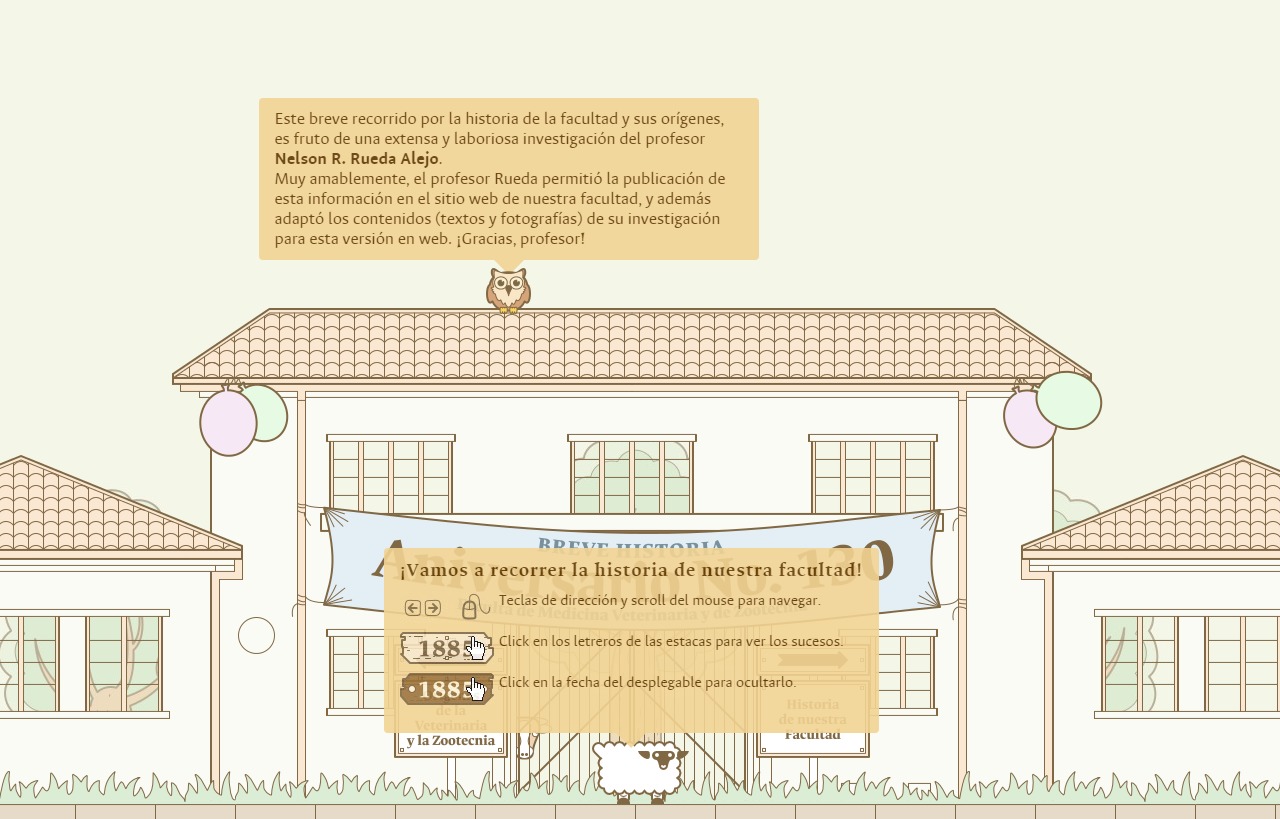 Este breve recorrido por la historia de la facultad y sus orígenes,
es fruto de una extensa y laboriosa investigación del profesor
Nelson R. Rueda Alejo.
Muy amablemente, el profesor Rueda permitió la publicación de
esta información en el sitio web de nuestra facultad, y además
adaptó los contenidos (textos y fotografías) de su investigación
para esta versión en web. ¡Gracias, profesor!
BREVE HISTORIA
Aniversario No. 130
de Medicina Veterinaria y de Zootecnia
¡Vamos a recorrer la historia de nuestra facultad!
Teclas de dirección y scroll del mouse para navegar.
1885
Click en los letreros de las estacas para ver los sucesos.
1885
Click en la fecha del desplegable para ocultarlo.
de la
Veterinaria
y la Zootecnia
Historia
de nuestra
Facultad